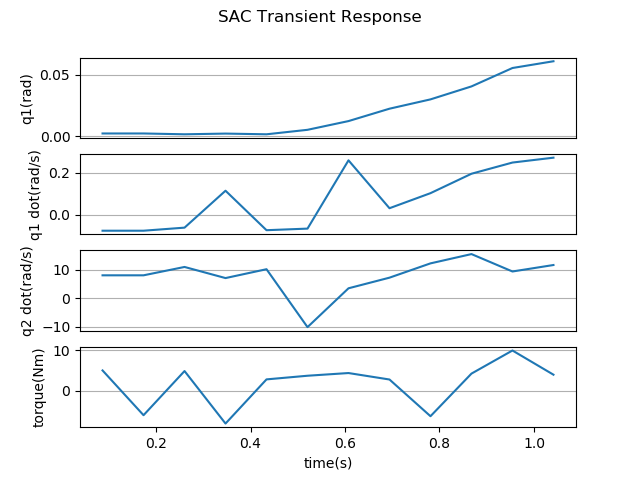 SAC Transient Response
q1(rad)
0.05
0.00
q1 dot(rad/s)
0.2
0.0
q2 dot(rad/s)
10
0
−10
torque(Nm)
10
0
0.2 0.4 0.6 0.8 1.0
time(s)